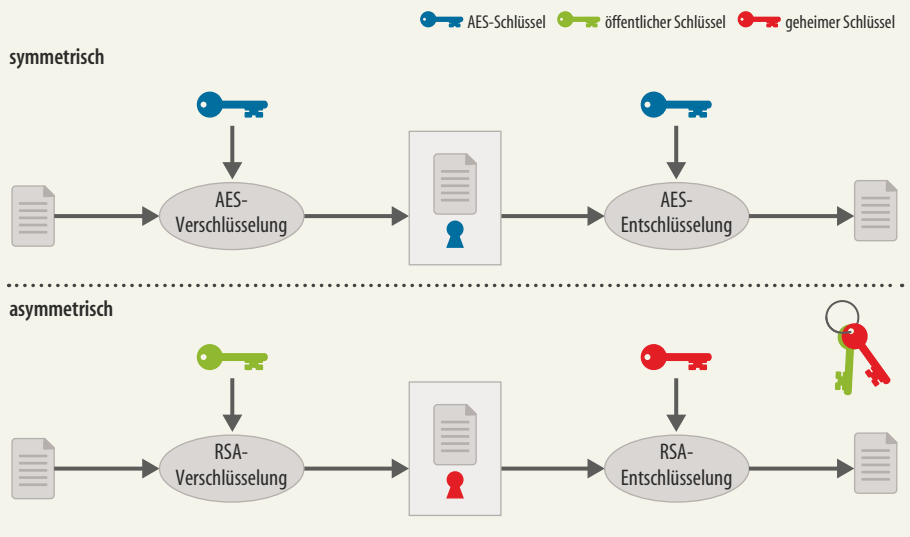 AES-Schlüssel öffentlicher Schlüssel geheimer Schlüssel
symmetrisch
AES-
Verschlüsselung
AES-
Entschlüsselung
asymmetrisch
RSA-
Verschlüsselung
RSA-
Entschlüsselung